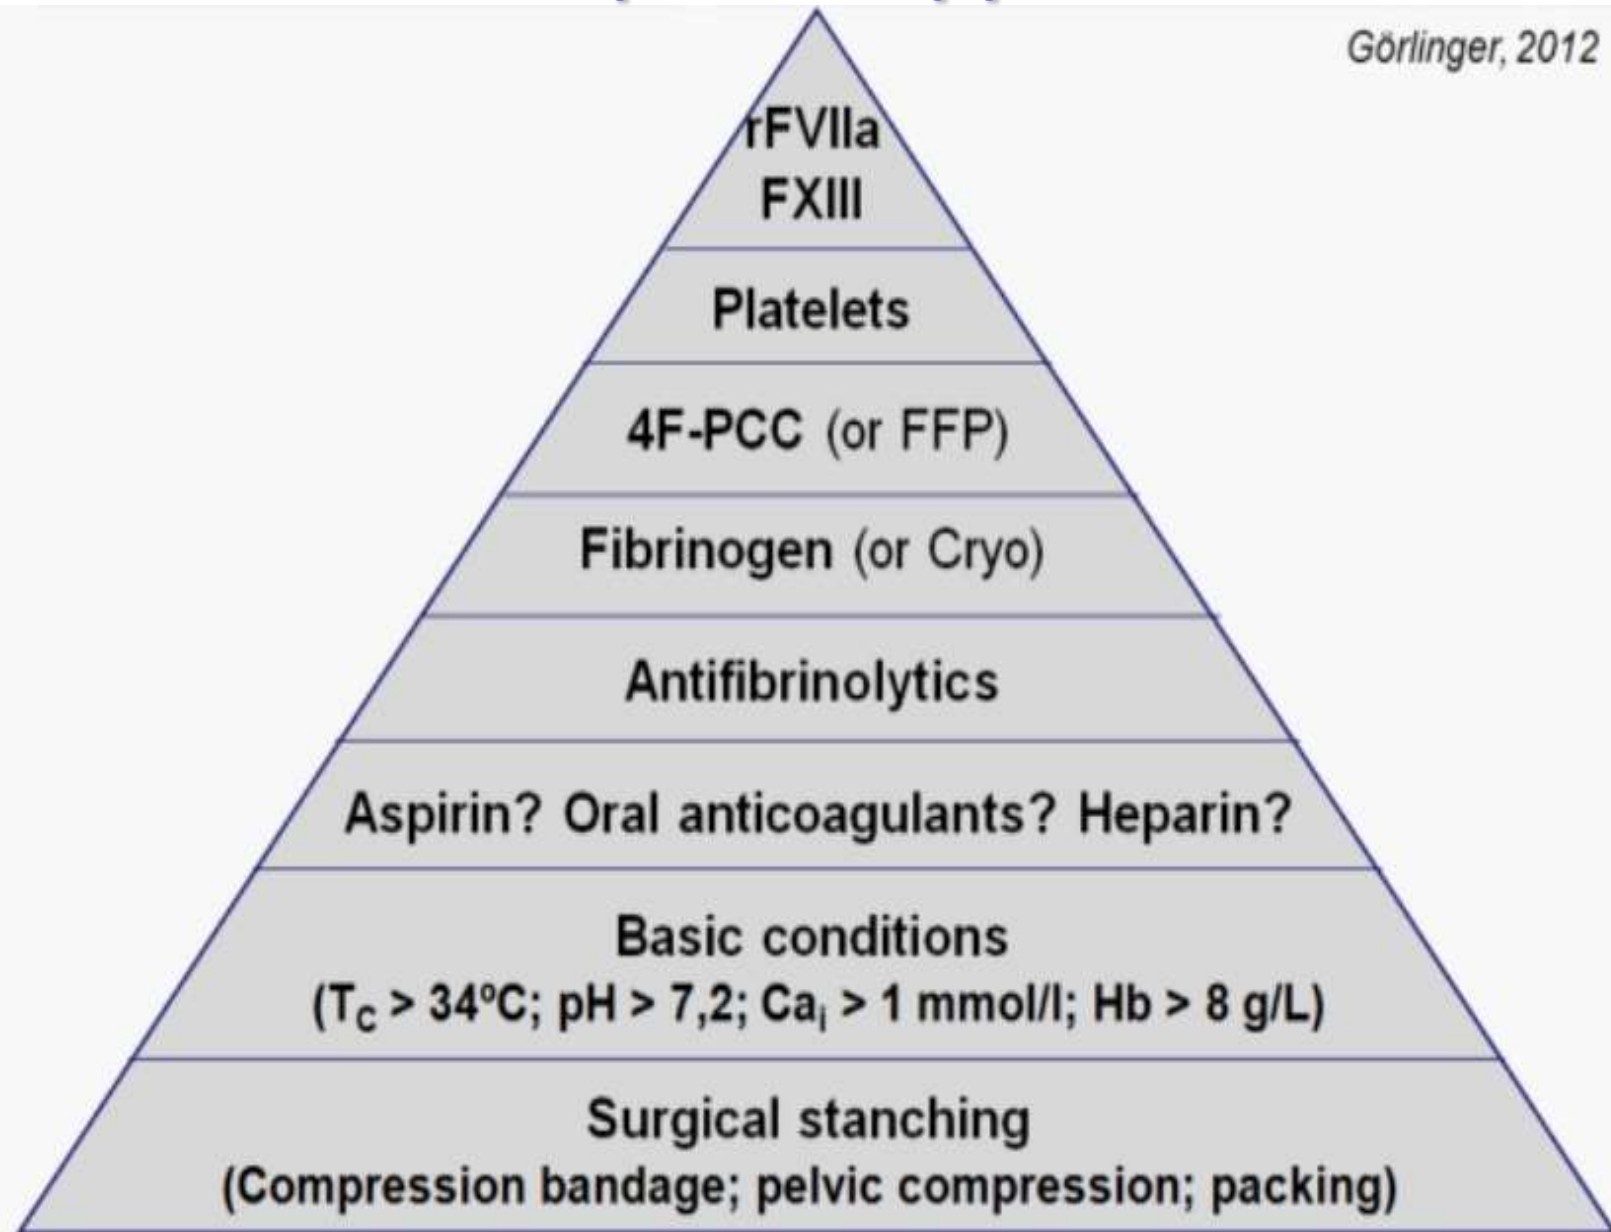 Görlinger, 2012
rFVIIa
FXIII
Platelets
4F-PCC (or FFP)
Fibrinogen (or Cryo)
Antifibrinolytics
Aspirin? Oral anticoagulants? Heparin?
Basic conditions
(Tc > 34ºC; pH > 7,2; Cai > 1 mmol/l; Hb > 8 g/L)
Surgical stanching
(Compression bandage; pelvic compression; packing)